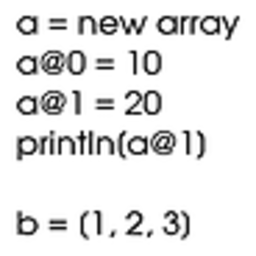 a = new array
a@0 = 10
a@1 = 20
println(a@1)

b = (1, 2, 3)